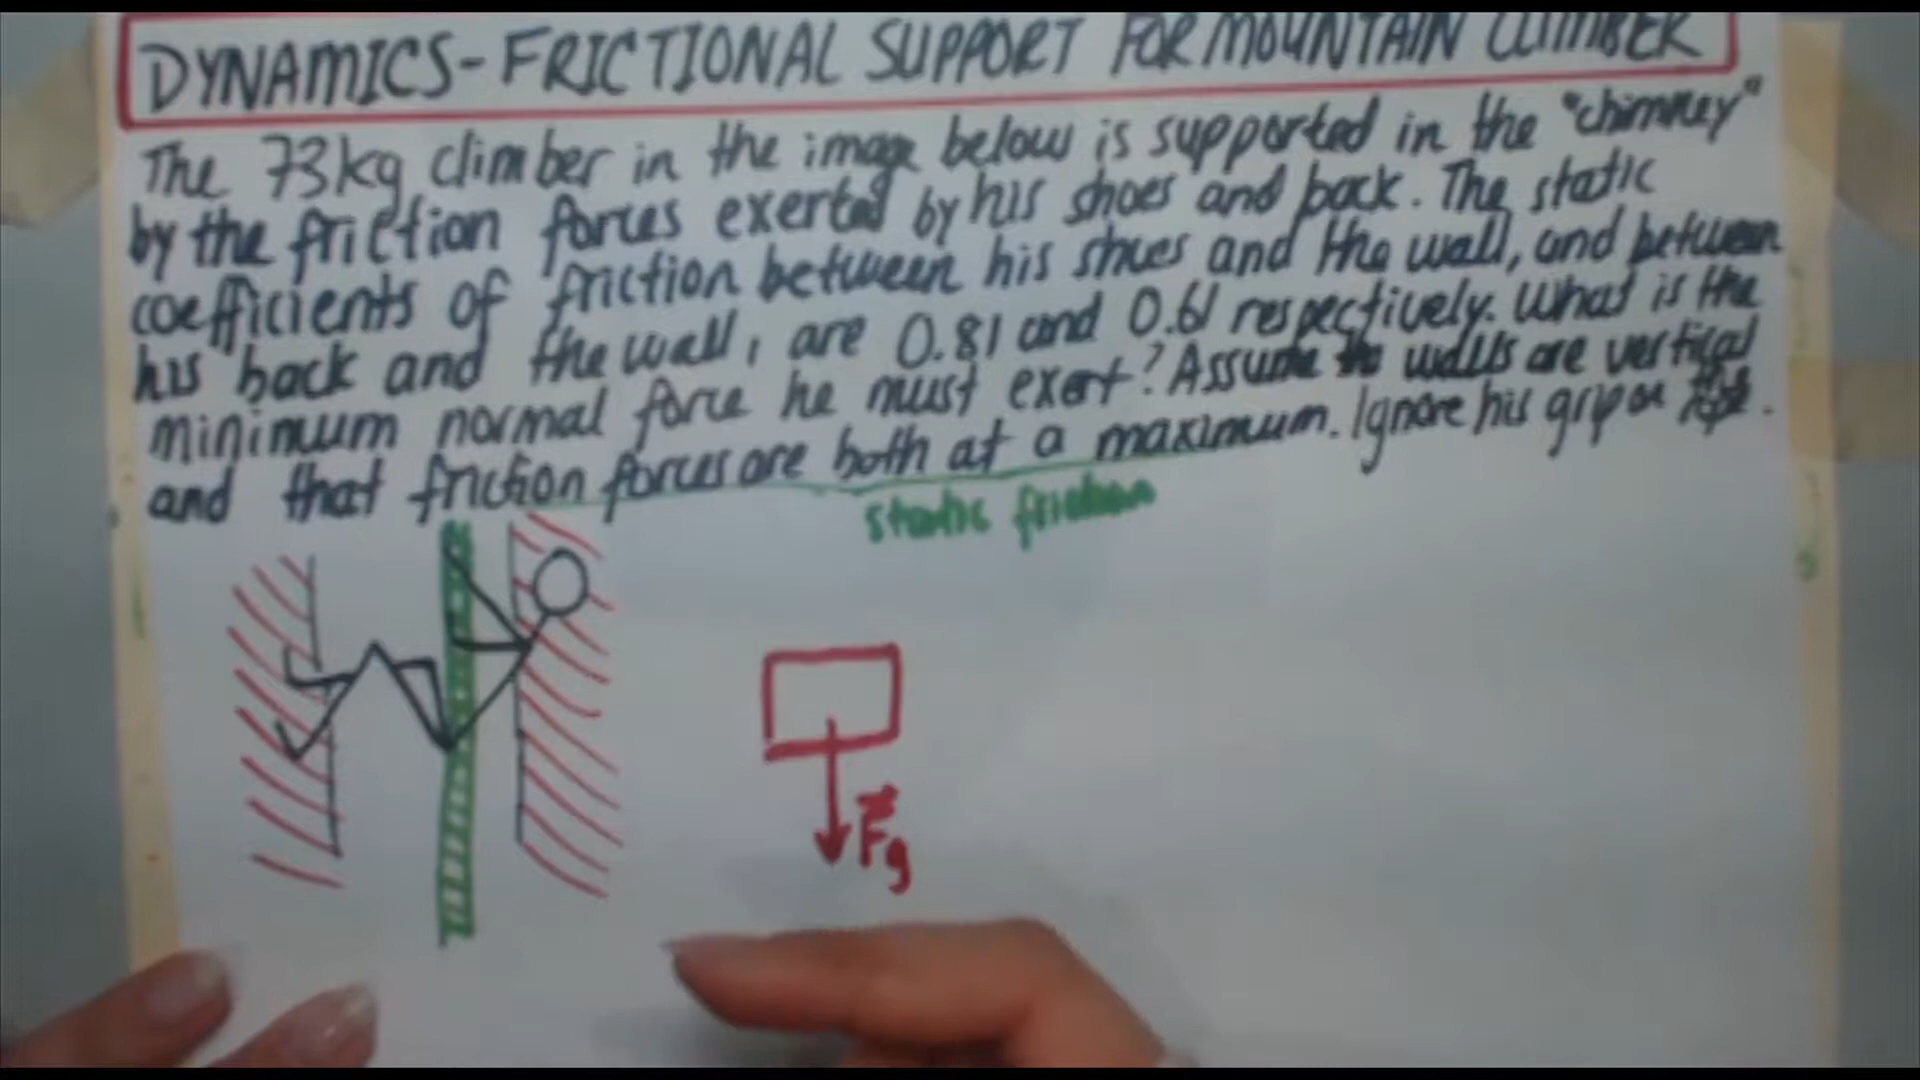 DYNAMICS-FRICTIONAL SUPPORT FOR MOUNTAIN CLIMBER
The 73kg climber in the image below is supported in the "chimney"
by the friction forces exerted by his shoes and back. The static
coefficients of friction between his shoes and the wall, and between
his back and the wall, are 0.81 and 0.61 respectively. What is the
minimum normal force he must exert? Assume the walls are vertical
and that friction forces are both at a maximum. Ignore his grip on the
static friction
Fg